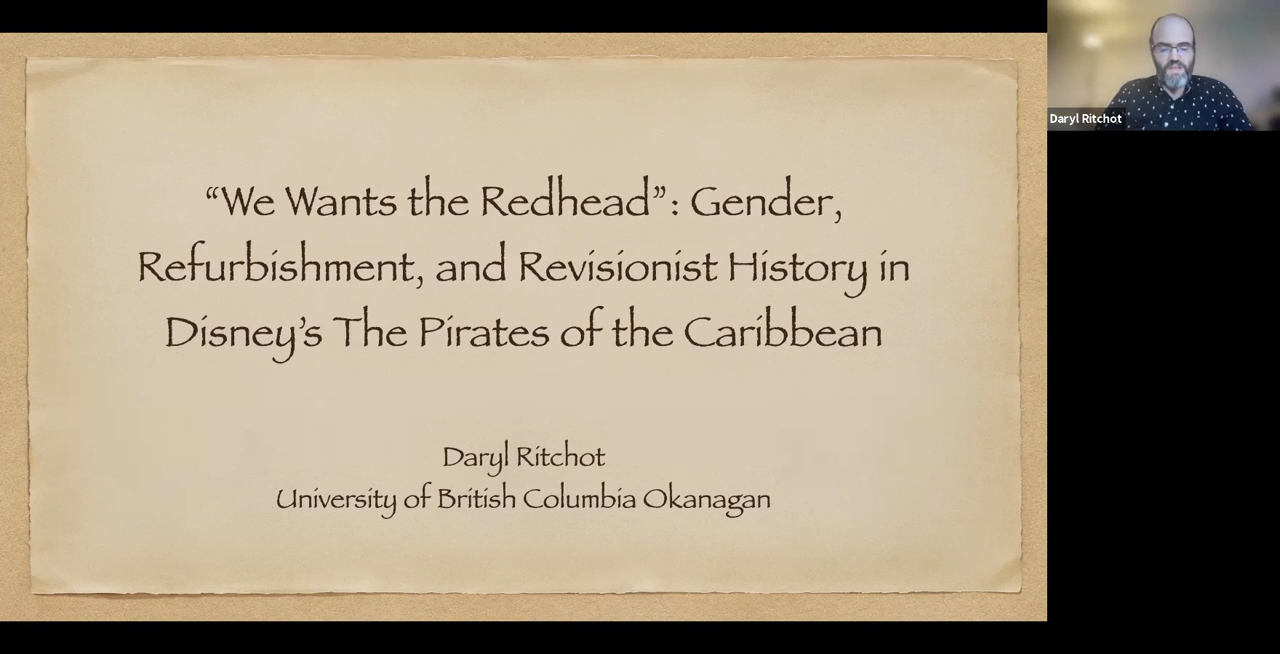 “We Wants the Redhead”: Gender,
Refurbishment, and Revisionist History in
Disney’s The Pirates of the Caribbean
Daryl Ritchot
University of British Columbia Okanagan
Daryl Ritchot